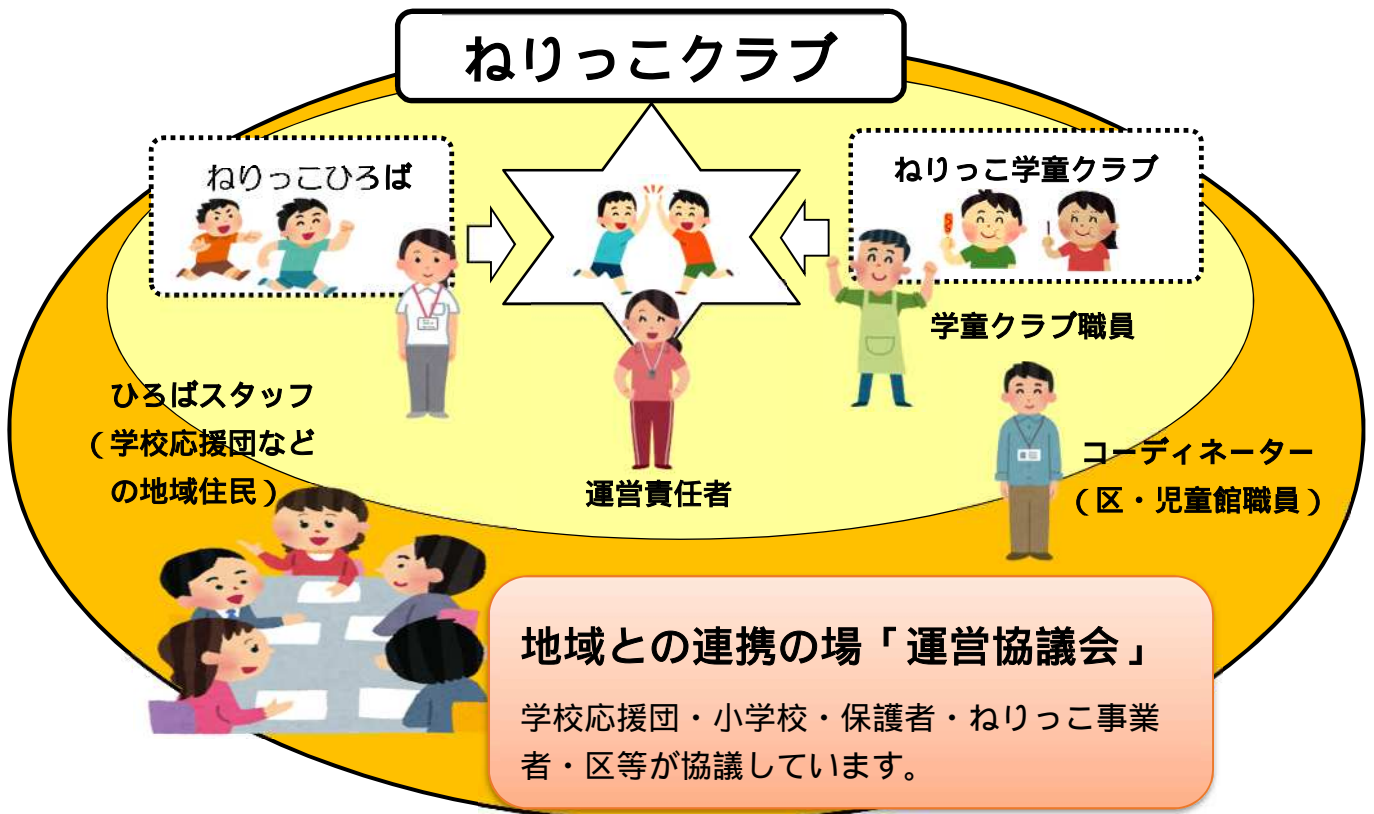 ねりっこクラブ
ねりっこひろば
ねりっこ学童クラブ
学童クラブ職員
ひろばスタッフ
（学校応援団など
の地域住民）
運営責任者
コーディネーター
（区・児童館職員）
地域との連携の場「運営協議会」
学校応援団・小学校・保護者・ねりっこ事業
者・区等が協議しています。